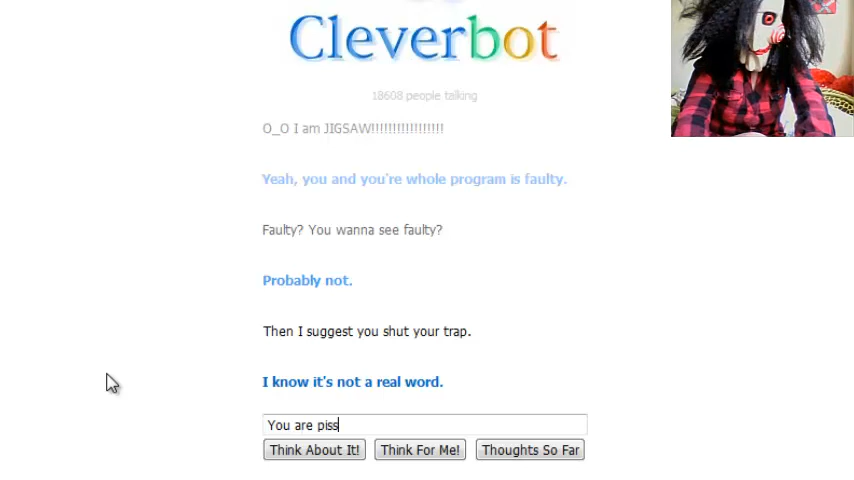 Cleverbot
18608 people talking
O_O I am JIGSAW!!!!!!!!!!!!!!!!!
Yeah, you and you're whole program is faulty.
Faulty? You wanna see faulty?
Probably not.
Then I suggest you shut your trap.
I know it's not a real word.
You are piss
Think About It! Think For Me! Thoughts So Far